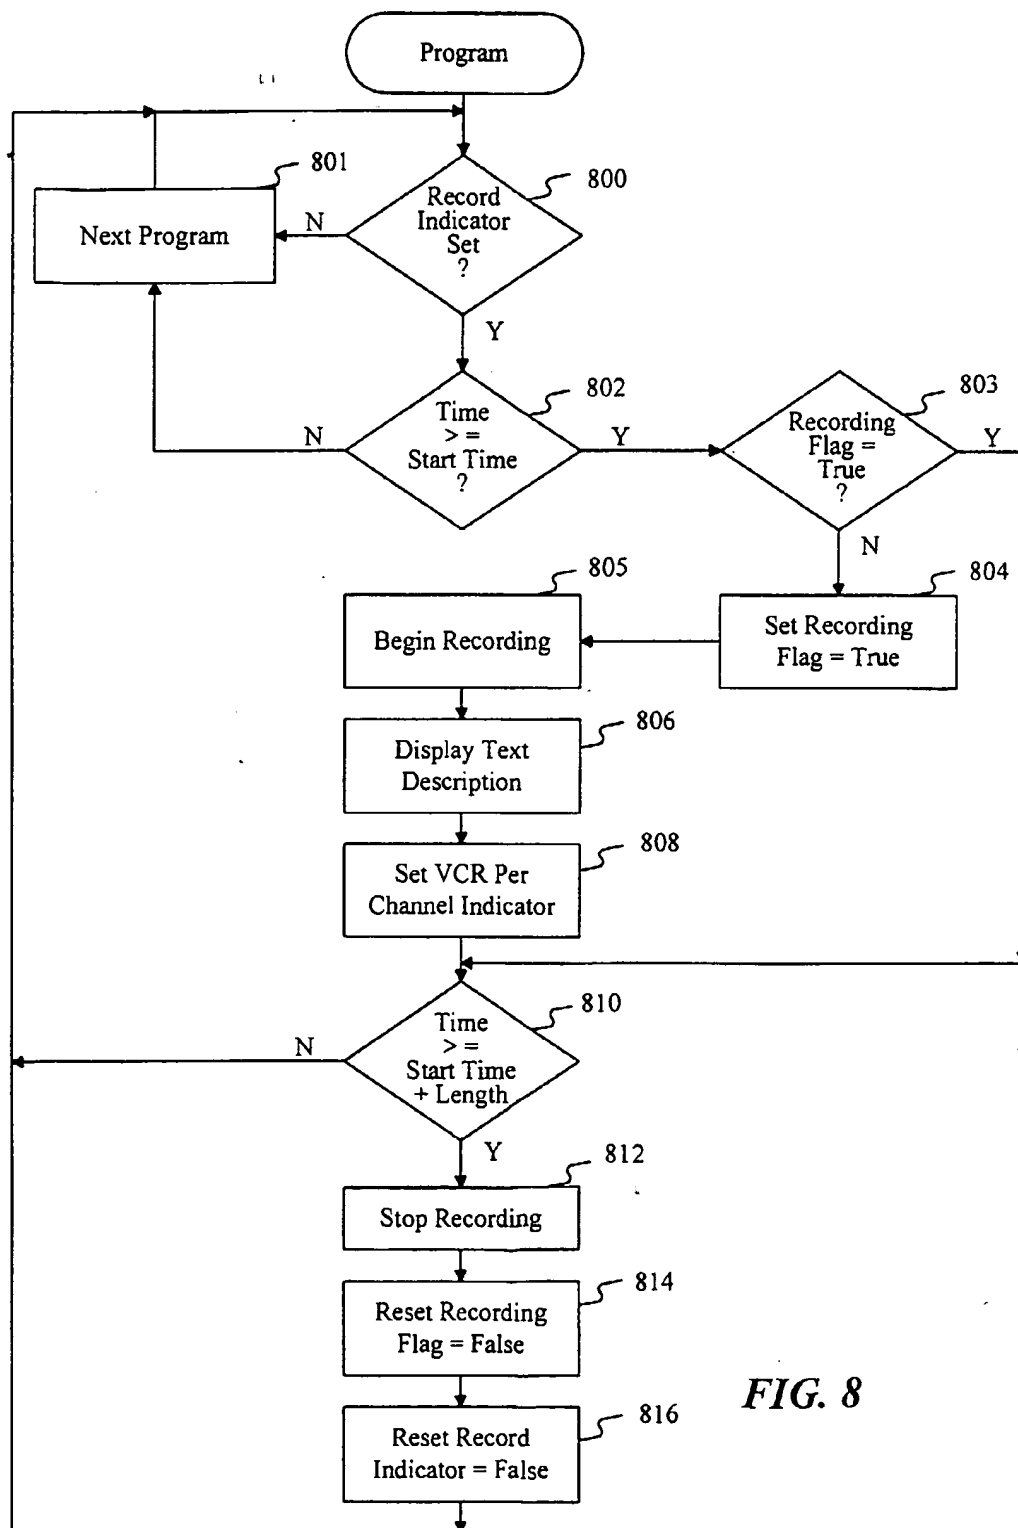 Program
801
800
Record
Indicator
Set
?
N
Next Program
Y
802
803
Time
> =
Start Time
?
N
Y
Recording
Flag =
True
?
Y
N
805
804
Begin Recording
Set Recording
Flag = True
806
Display Text
Description
808
Set VCR Per
Channel Indicator
810
Time
> =
Start Time
+ Length
N
Y
812
Stop Recording
814
Reset Recording
Flag = False
FIG. 8
816
Reset Record
Indicator = False